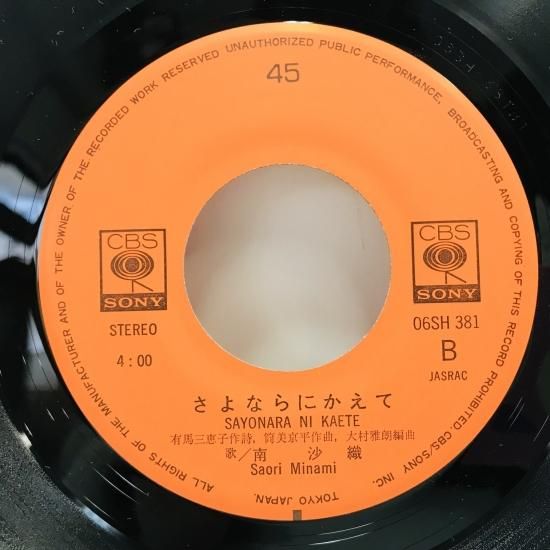 ALL RIGHTS OF THE MANUFACTURER AND OF THE OWNER OF THE RECORDED WORK RESERVED UNAUTHORIZED PUBLIC PERFORMANCE, BROADCASTING AND COPYING OF THIS RECORD PROHIBITED. CBS/SONY INC. TOKYO JAPAN.
45
CBS
SONY
STEREO
4:00
CBS
SONY
06SH 381
B
JASRAC
さよならにかえて
SAYONARA NI KAETE
有馬三恵子作詩, 筒美京平作曲, 大村雅朗編曲
歌/南 沙 織
Saori Minami